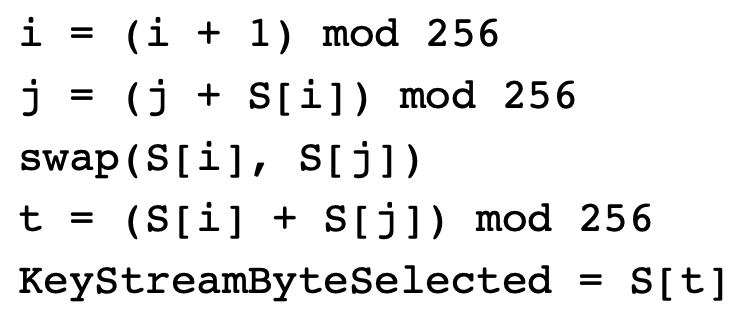 i = (i + 1) mod 256
j = (j + S[i]) mod 256
swap(S[i], S[j])
t = (S[i] + S[j]) mod 256
KeyStreamByteSelected = S[t]